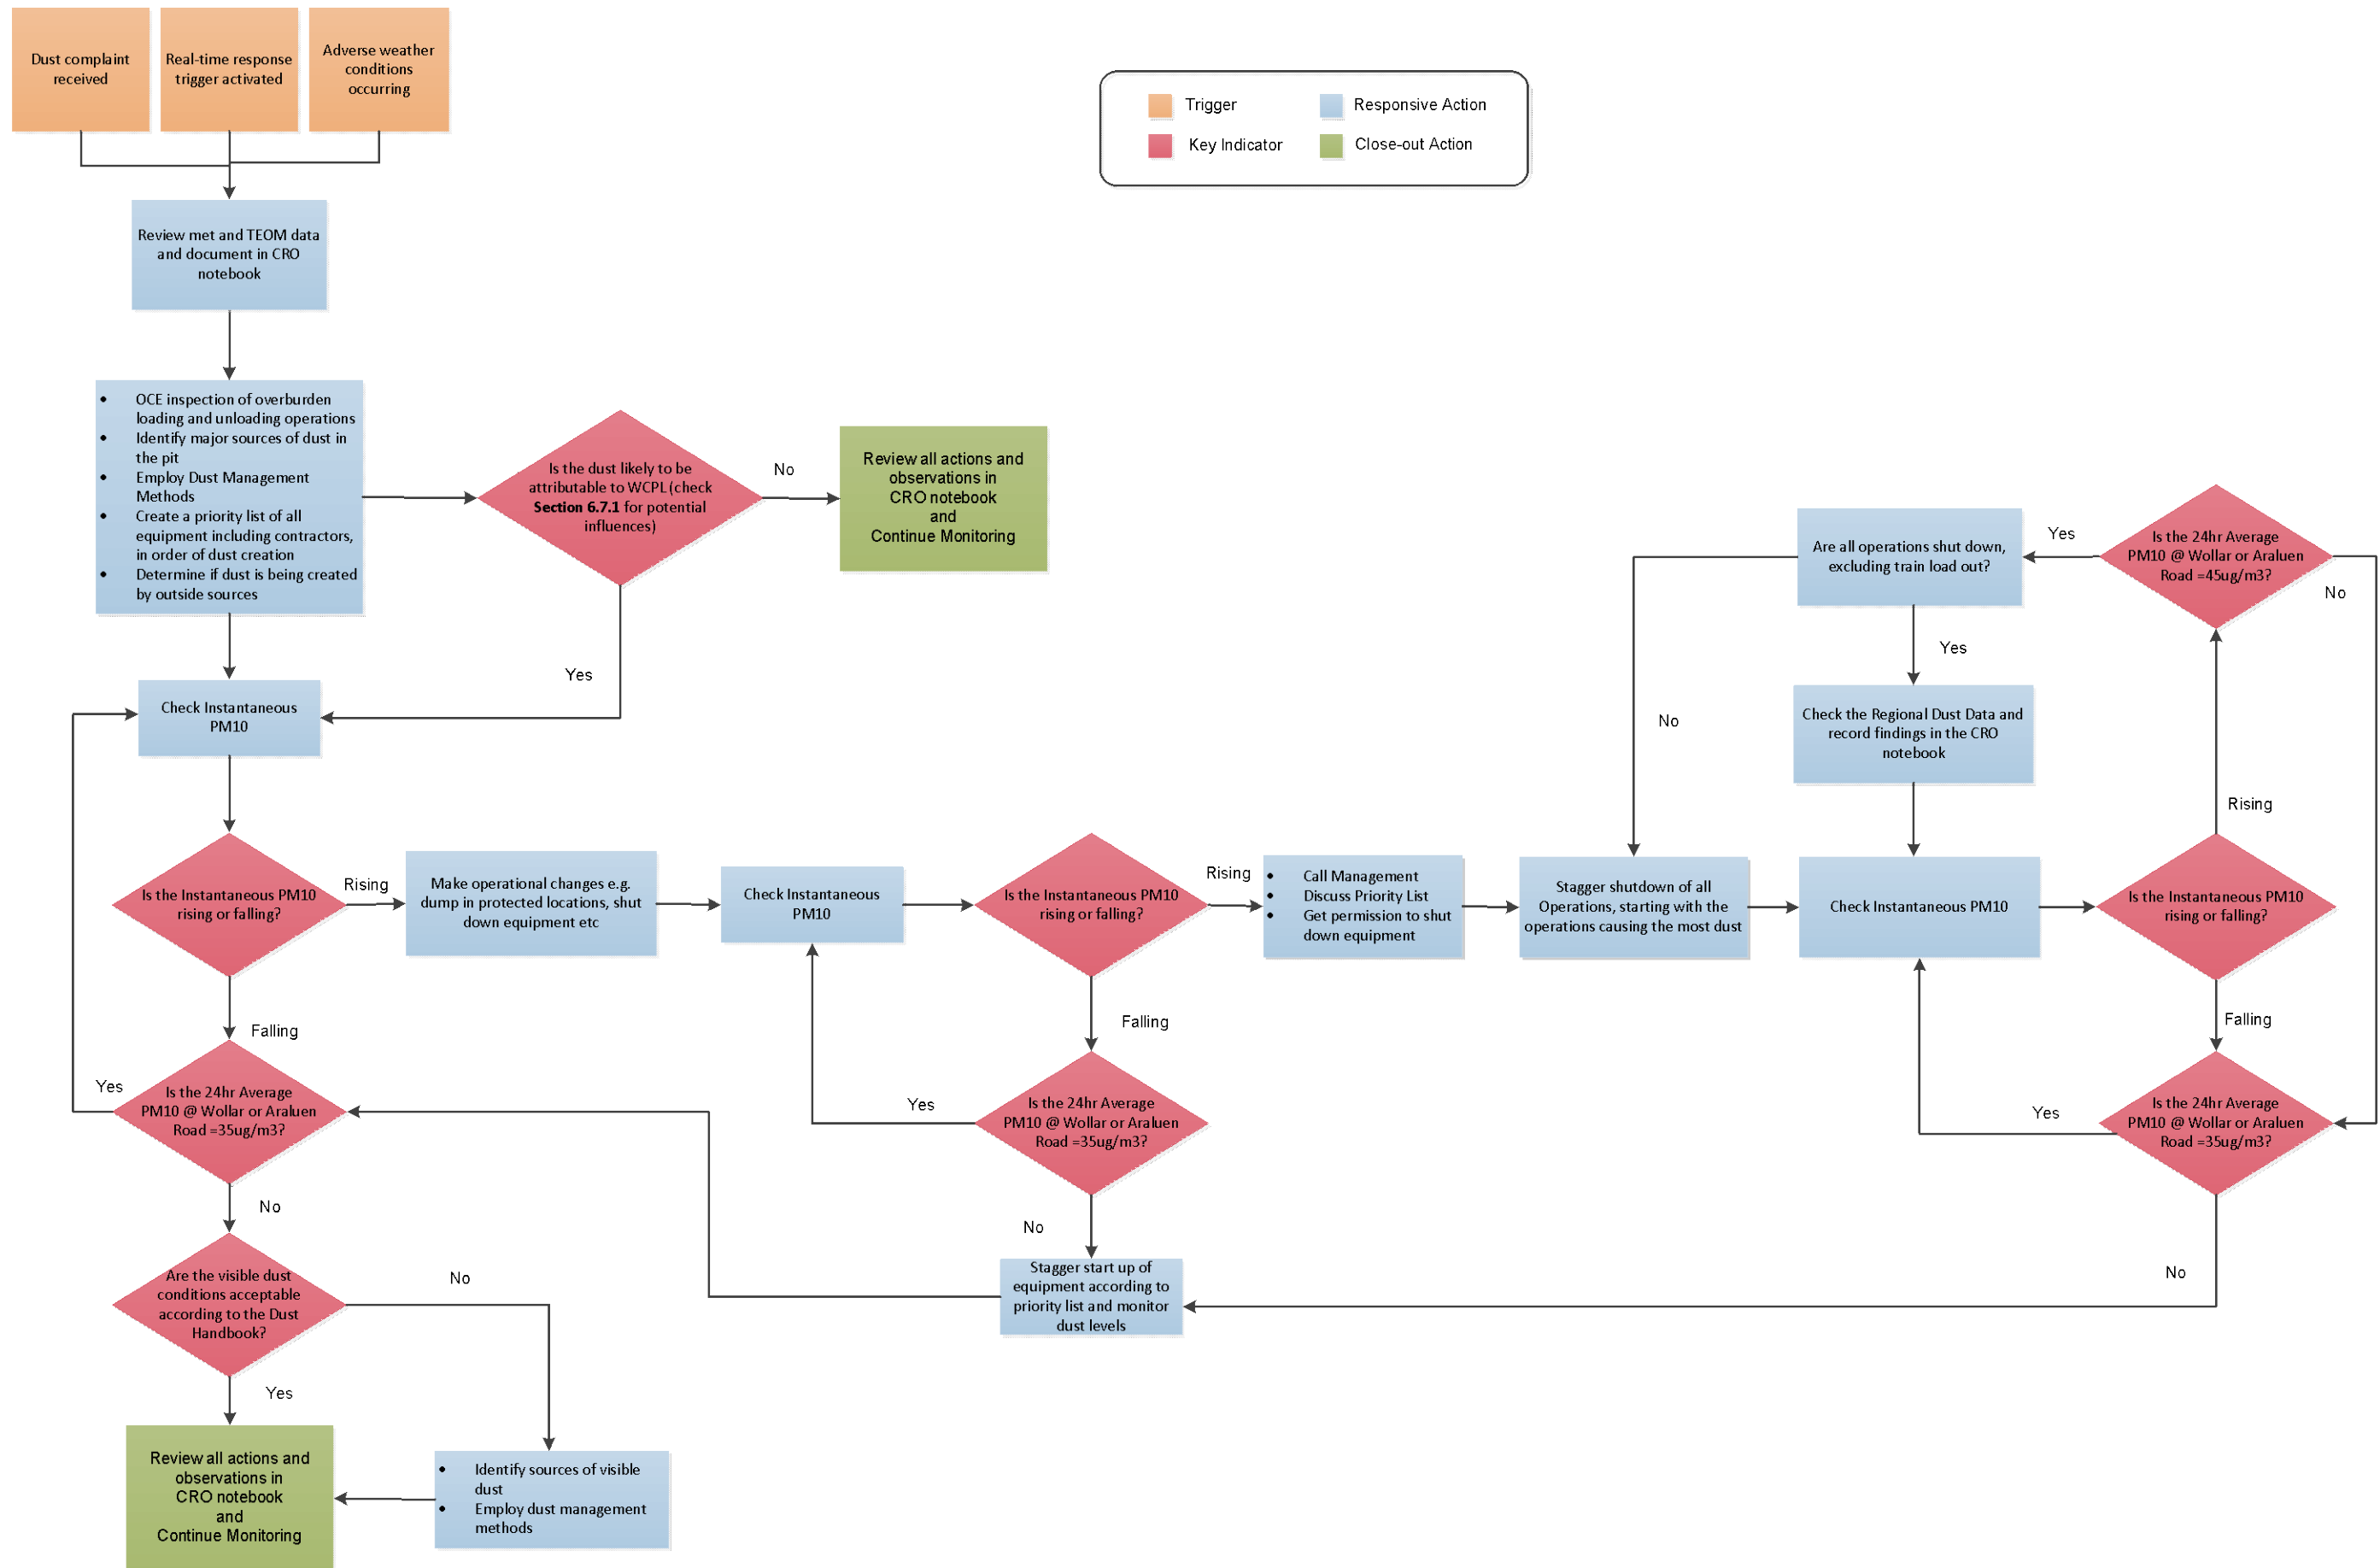 Dust complaint
received
Real-time response
trigger activated
Adverse weather
conditions
occurring
Trigger
Responsive Action
Key Indicator
Close-out Action
Review met and TEOM data
and document in CRO
notebook
• OCE inspection of overburden
loading and unloading operations
• Identify major sources of dust in
the pit
• Employ Dust Management
Methods
• Create a priority list of all
equipment including contractors,
in order of dust creation
• Determine if dust is being created
by outside sources
Is the dust likely to be
attributable to WCPL (check
Section 6.7.1 for potential
influences)
No
Review all actions and
observations in
CRO notebook
and
Continue Monitoring
Yes
Check Instantaneous
PM10
Is the Instantaneous PM10
rising or falling?
Rising
Make operational changes e.g.
dump in protected locations, shut
down equipment etc
Check Instantaneous
PM10
Is the Instantaneous PM10
rising or falling?
Rising
• Call Management
• Discuss Priority List
• Get permission to shut
down equipment
Stagger shutdown of all
Operations, starting with the
operations causing the most dust
Check Instantaneous PM10
Is the Instantaneous PM10
rising or falling?
Rising
Is the 24hr Average
PM10 @ Wollar or Araluen
Road =45ug/m3?
Yes
No
Are all operations shut down,
excluding train load out?
No
Yes
Check the Regional Dust Data and
record findings in the CRO
notebook
Falling
Is the 24hr Average
PM10 @ Wollar or Araluen
Road =35ug/m3?
Yes
No
Falling
Is the 24hr Average
PM10 @ Wollar or Araluen
Road =35ug/m3?
Yes
No
Stagger start up of
equipment according to
priority list and monitor
dust levels
Falling
Is the 24hr Average
PM10 @ Wollar or Araluen
Road =35ug/m3?
Yes
No
Are the visible dust
conditions acceptable
according to the Dust
Handbook?
No
Yes
• Identify sources of visible
dust
• Employ dust management
methods
Review all actions and
observations in
CRO notebook
and
Continue Monitoring